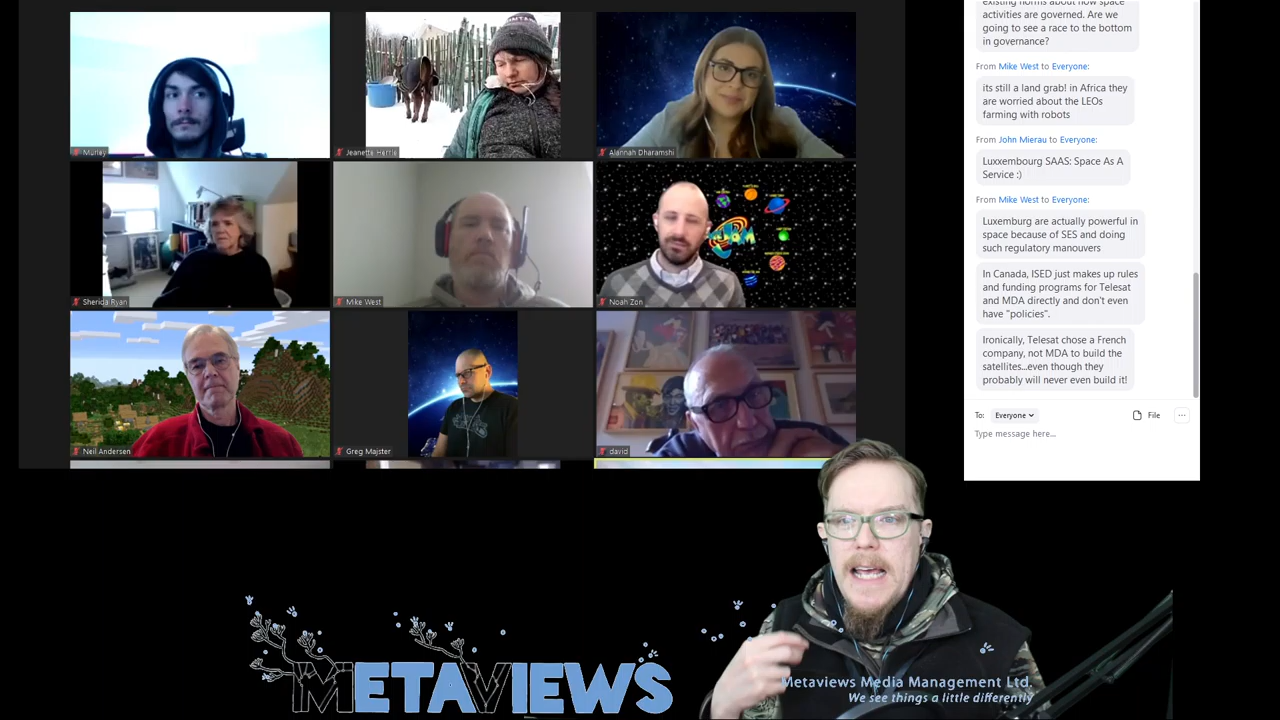 existing norms about how space
activities are governed. Are we
going to see a race to the bottom
in governance?
From Mike West to Everyone:
its still a land grab! in Africa they
are worried about the LEOs
farming with robots
From John Mierau to Everyone:
Luxxembourg SAAS: Space As A
Service :)
From Mike West to Everyone:
Luxemburg are actually powerful in
space because of SES and doing
such regulatory manouvers
In Canada, ISED just makes up rules
and funding programs for Telesat
and MDA directly and don't even
have "policies".
Ironically, Telesat chose a French
company, not MDA to build the
satellites...even though they
probably will never even build it!
To: Everyone
File
Type message here...
Murley
Jeanette Herrle
Alannah Dharamshi
Sherida Ryan
Mike West
Noah Zon
Neil Andersen
Greg Majster
david
METAVIEWS
Metaviews Media Management Ltd.
We see things a little differently